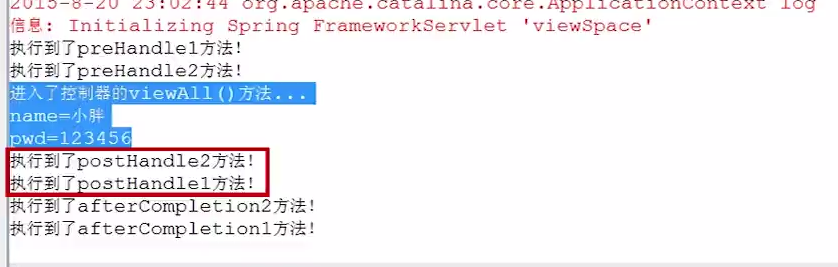 2015-8-20 23:02:44 org.apache.catalina.core.ApplicationContext log
信息: Initializing Spring FrameworkServlet 'viewSpace'
执行到了preHandle1方法!
执行到了preHandle2方法!
进入了控制器的viewAll()方法...
name=小胖
pwd=123456
执行到了postHandle2方法!
执行到了postHandle1方法!
执行到了afterCompletion2方法!
执行到了afterCompletion1方法!